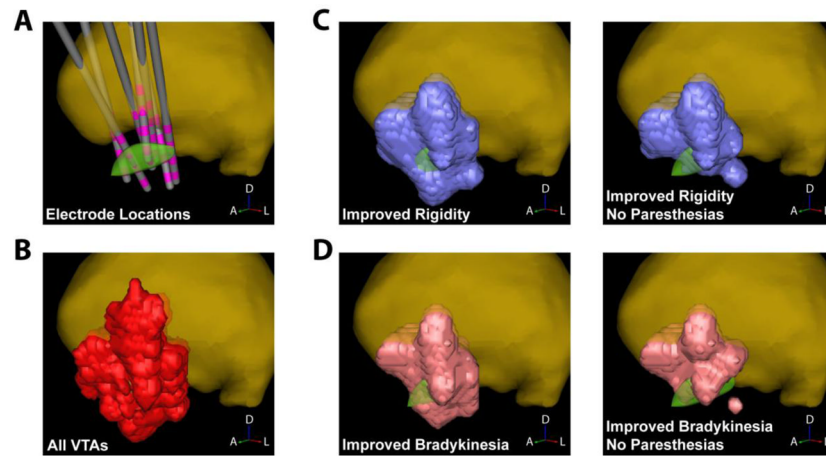 A
D
A
L
Electrode Locations
C
D
A
L
Improved Rigidity
D
A
L
Improved Rigidity
No Paresthesias
B
D
A
L
All VTAs
D
D
A
L
Improved Bradykinesia
D
A
L
Improved Bradykinesia
No Paresthesias